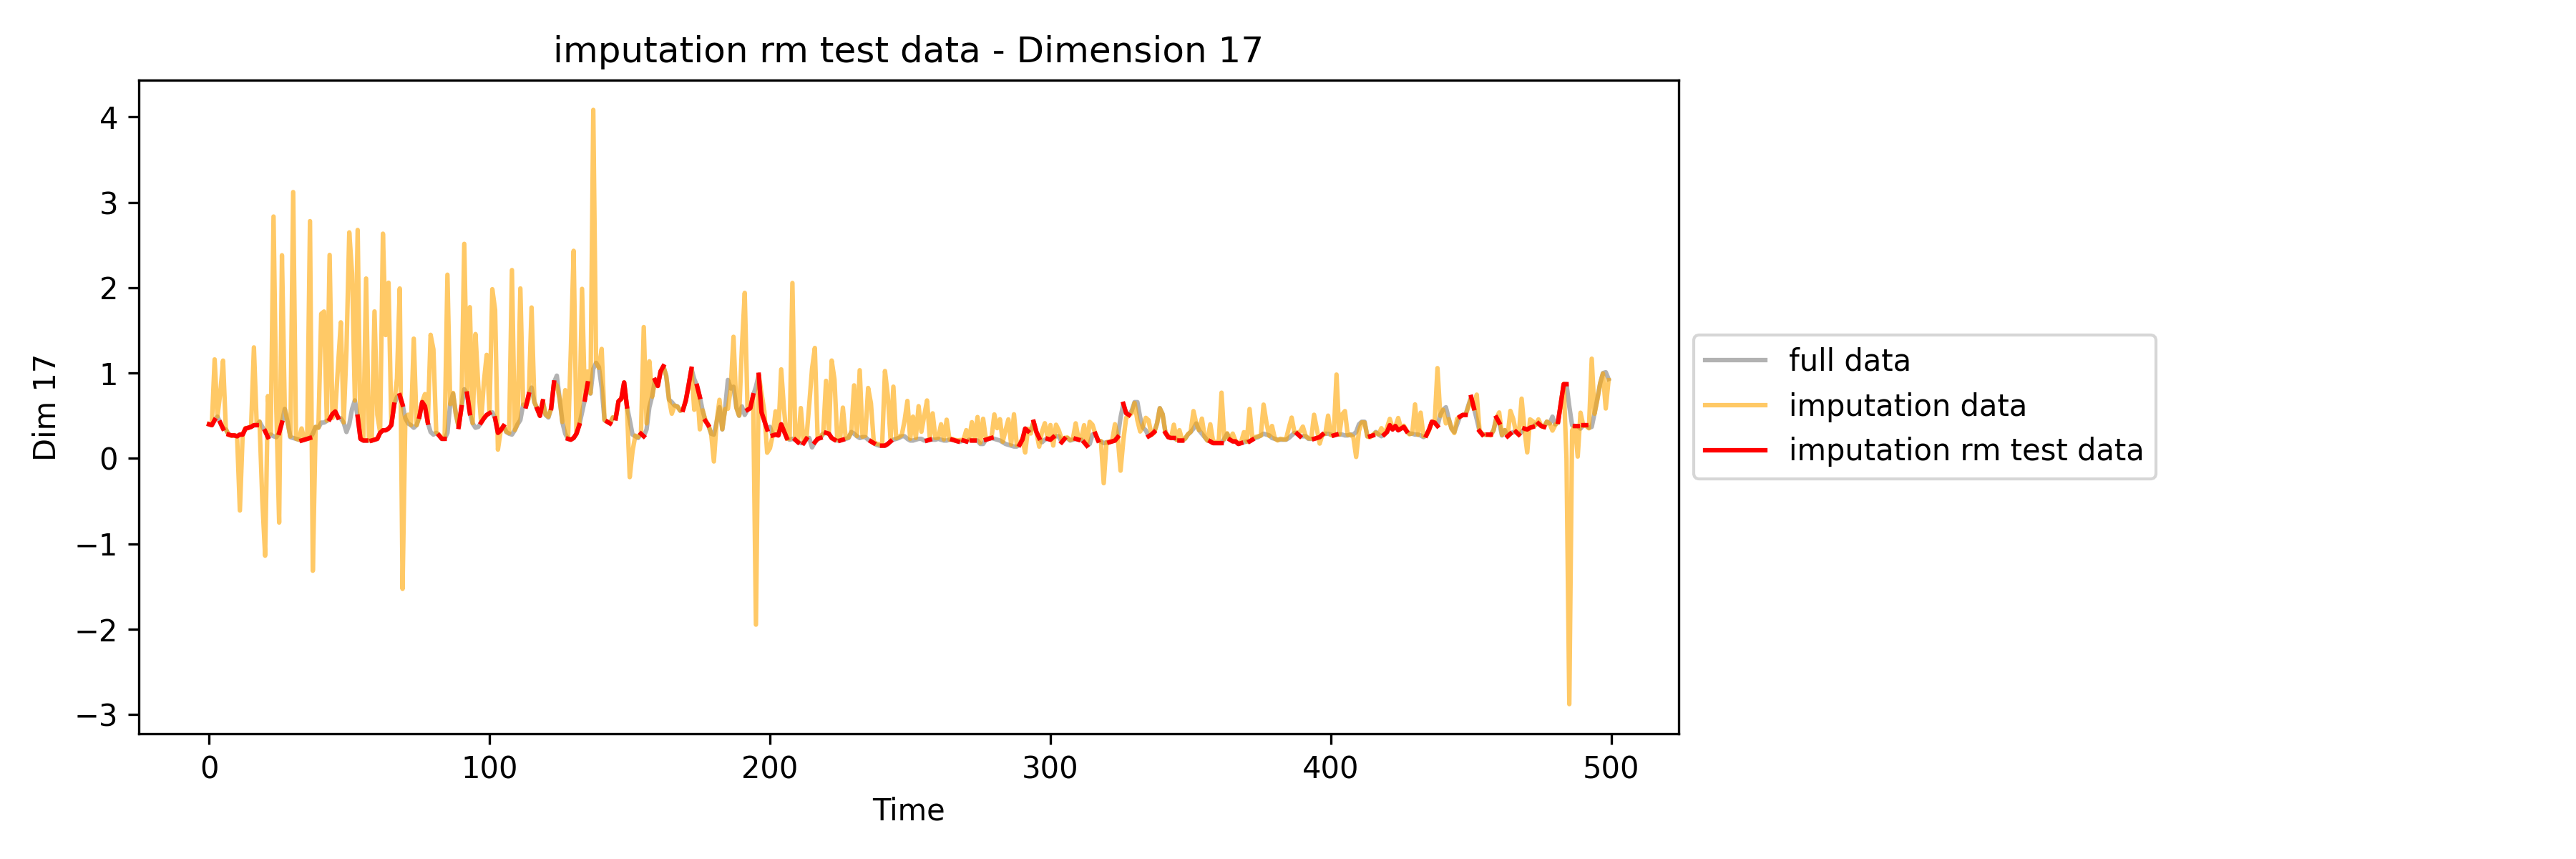 imputation rm test data - Dimension 17
4
3
2
1
0
−1
−2
−3
Dim 17
0 100 200 300 400 500
Time
full data
imputation data
imputation rm test data